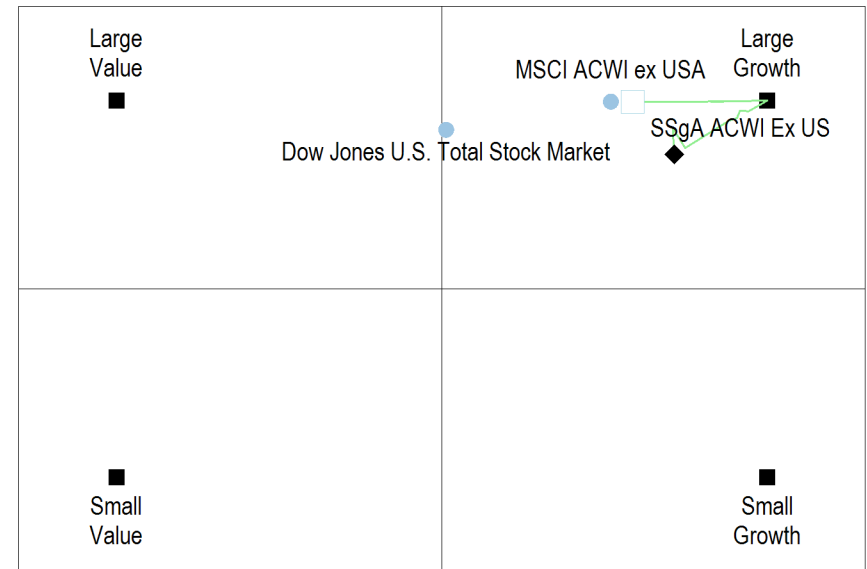 Large
Value
Large
Growth
MSCI ACWI ex USA
SSgA ACWI Ex US
Dow Jones U.S. Total Stock Market
Small
Value
Small
Growth